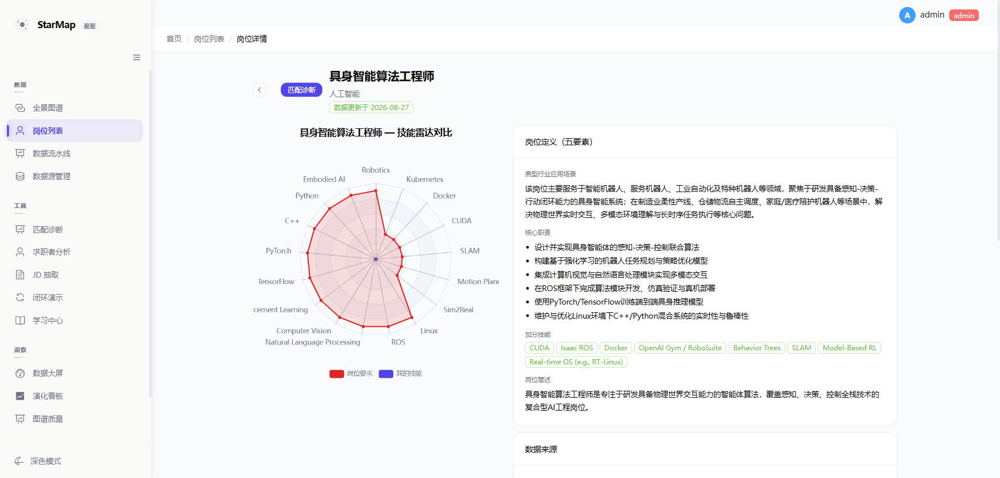 StarMap 星图
数据
全景图谱
岗位列表
数据流水线
数据源管理
工具
匹配诊断
求职者分析
JD 抽取
闭环演示
学习中心
洞察
数据大屏
演化看板
图谱质量
深色模式
A admin admin
首页 / 岗位列表 / 岗位详情
匹配诊断
具身智能算法工程师
人工智能
数据更新于 2026-08-27
具身智能算法工程师 — 技能雷达对比
Robotics
Embodied AI
Kubernetes
Python
Docker
C++
CUDA
PyTorch
SLAM
TensorFlow
Motion Plann
cement Learning
Sim2Real
Computer Vision
Linux
Natural Language Processing
ROS
岗位要求 我的技能
岗位定义（五要素）
典型行业应用场景
该岗位主要服务于智能机器人、服务机器人、工业自动化及特种机器人等领域，聚焦于研发具备感知-决策-
行动闭环能力的具身智能系统；在制造业柔性产线、仓储物流自主调度、家庭/医疗陪护机器人等场景中，解
决物理世界实时交互、多模态环境理解与长时序任务执行等核心问题。
核心职责
• 设计并实现具身智能体的感知-决策-控制联合算法
• 构建基于强化学习的机器人任务规划与策略优化模型
• 集成计算机视觉与自然语言处理模块实现多模态交互
• 在ROS框架下完成算法模块开发、仿真验证与真机部署
• 使用PyTorch/TensorFlow训练端到端具身推理模型
• 维护与优化Linux环境下C++/Python混合系统的实时性与鲁棒性
加分技能
CUDA Isaac ROS Docker OpenAI Gym / RoboSuite Behavior Trees SLAM Model-Based RL
Real-time OS (e.g., RT-Linux)
岗位简述
具身智能算法工程师是专注于研发具备物理世界交互能力的智能体算法，覆盖感知、决策、控制全栈技术的
复合型AI工程岗位。
数据来源